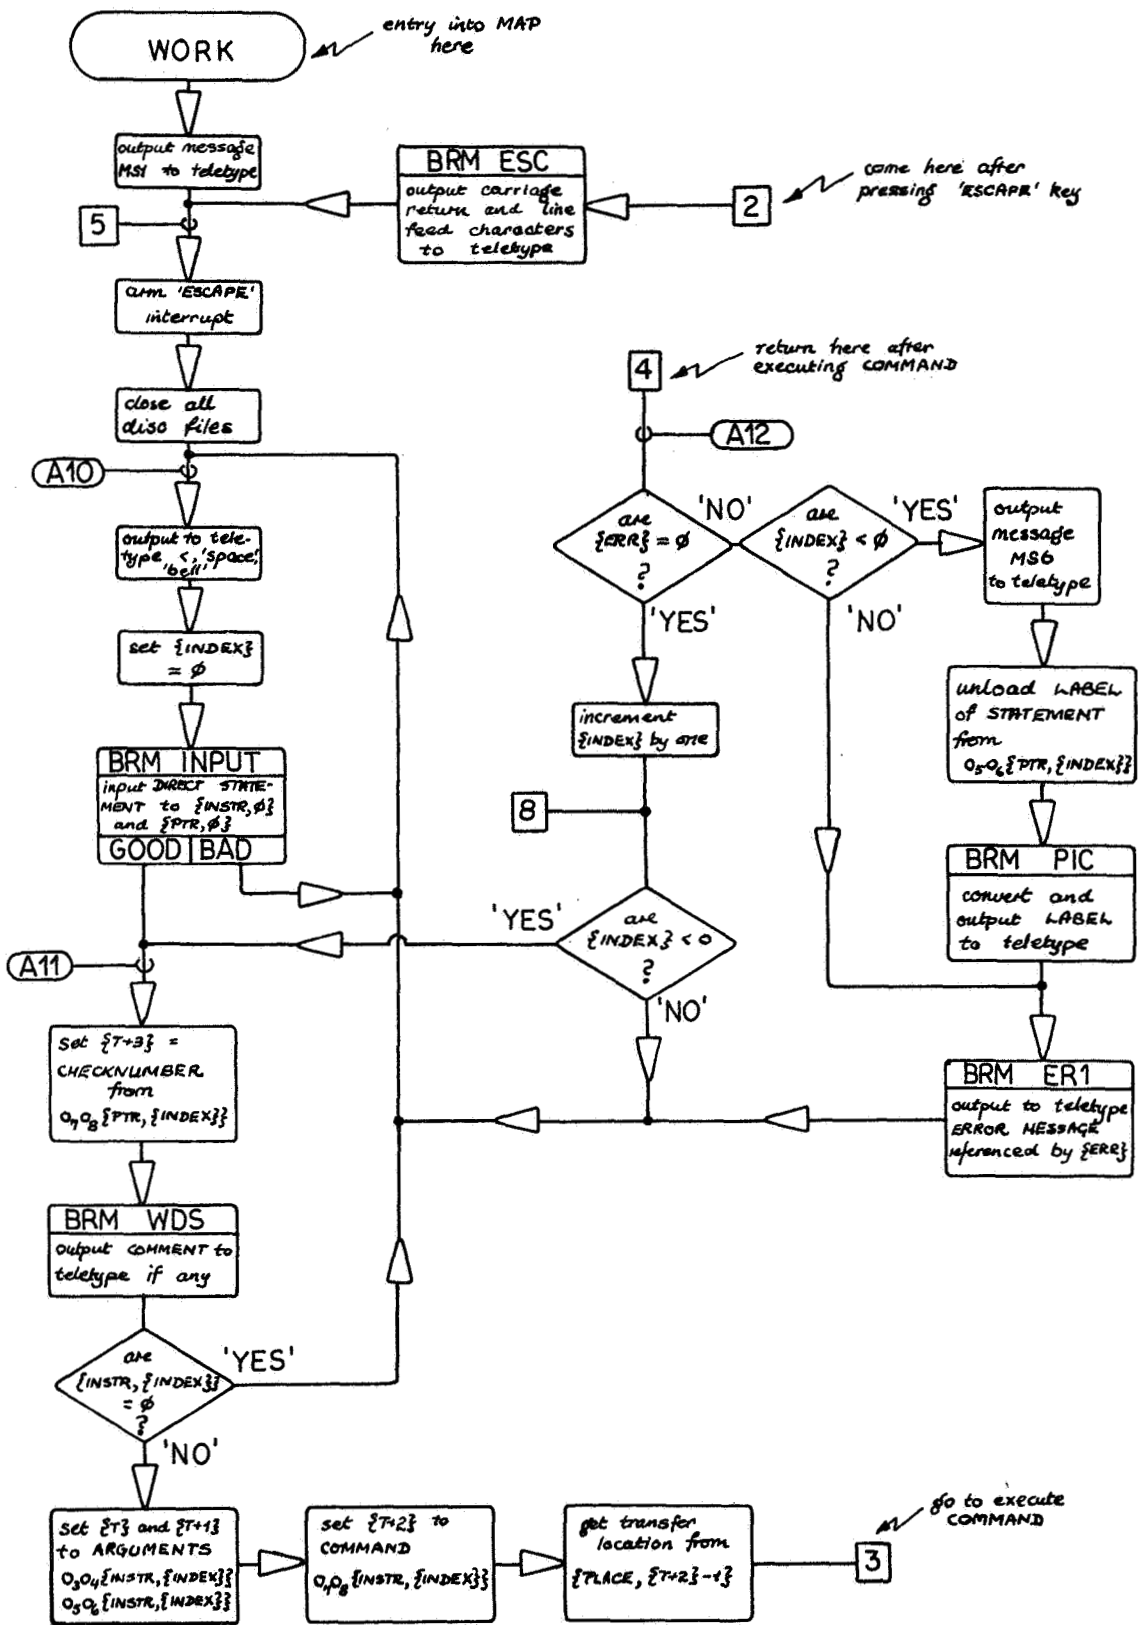 WORK
entry into MAP
here
output message
MS1 to teletype
BRM ESC
output carriage
return and line
feed characters
to teletype
2
come here after
pressing 'ESCAPE' key
5
arm 'ESCAPE'
interrupt
close all
disc files
A10
output to tele-
type <, 'space',
'bell'
set {INDEX}
= ∅
BRM INPUT
input DIRECT STATE-
MENT to {INSTR,∅}
and {PTR,∅}
GOOD BAD
A11
set {T+3} =
CHECKNUMBER
from
O7O8{PTR,{INDEX}}
BRM WDS
output COMMENT to
teletype if any
are
{INSTR,{INDEX}}
= ∅
?
'YES'
'NO'
set {T} and {T+1}
to ARGUMENTS
O3O4{INSTR,{INDEX}}
O5O6{INSTR,{INDEX}}
set {T+2} to
COMMAND
O7O8{INSTR,{INDEX}}
get transfer
location from
{PLACE,{T+2}-1}
3
go to execute
COMMAND
4
return here after
executing COMMAND
A12
are
{ERR} = ∅
?
'NO'
'YES'
are
{INDEX} < ∅
?
'YES'
'NO'
output
message
MS6
to teletype
unload LABEL
of STATEMENT
from
O5O6{PTR,{INDEX}}
BRM PIC
convert and
output LABEL
to teletype
BRM ER1
output to teletype
ERROR MESSAGE
referenced by {ERR}
increment
{INDEX} by one
8
are
{INDEX} < 0
?
'YES'
'NO'